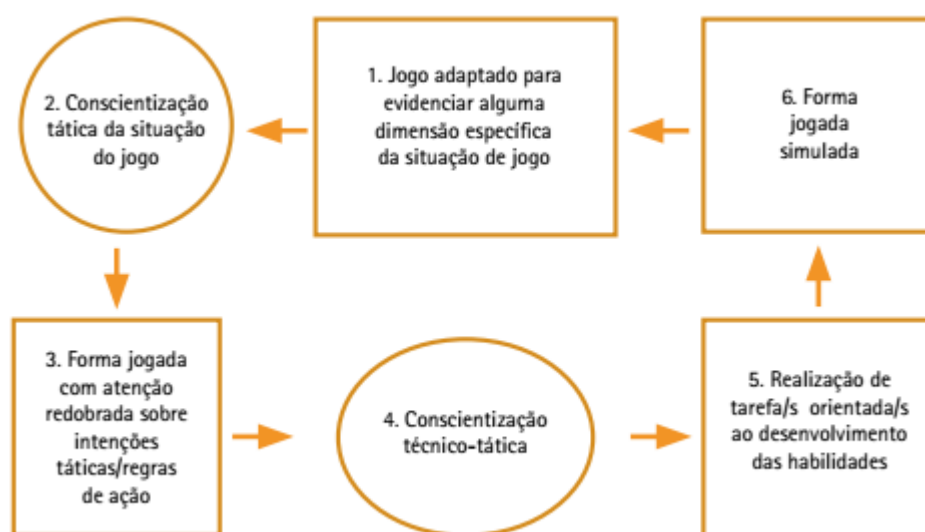 1. Jogo adaptado para
evidenciar alguma
dimensão específica
da situação de jogo
2. Conscientização
tática da situação
do jogo
3. Forma jogada
com atenção
redobrada sobre
intenções
táticas/regras
de ação
4. Conscientização
técnico-tática
5. Realização de
tarefa/s orientada/s
ao desenvolvimento
das habilidades
6. Forma
jogada
simulada